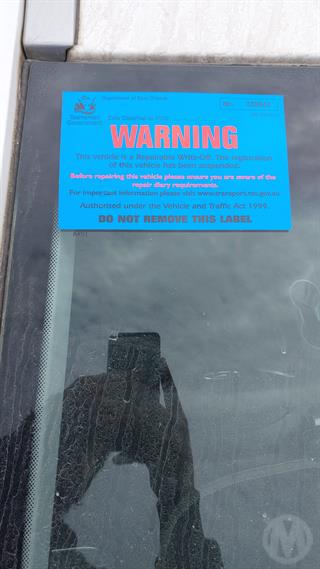 Department of State Growth
Tasmanian
Government
No.
WARNING
This vehicle is a Repairable Write-Off. The registration
of this vehicle has been suspended.
Before repairing this vehicle please ensure you are aware of the
repair diary requirements.
For important information please visit www.transport.tas.gov.au
Authorised under the Vehicle and Traffic Act 1999.
DO NOT REMOVE THIS LABEL
M